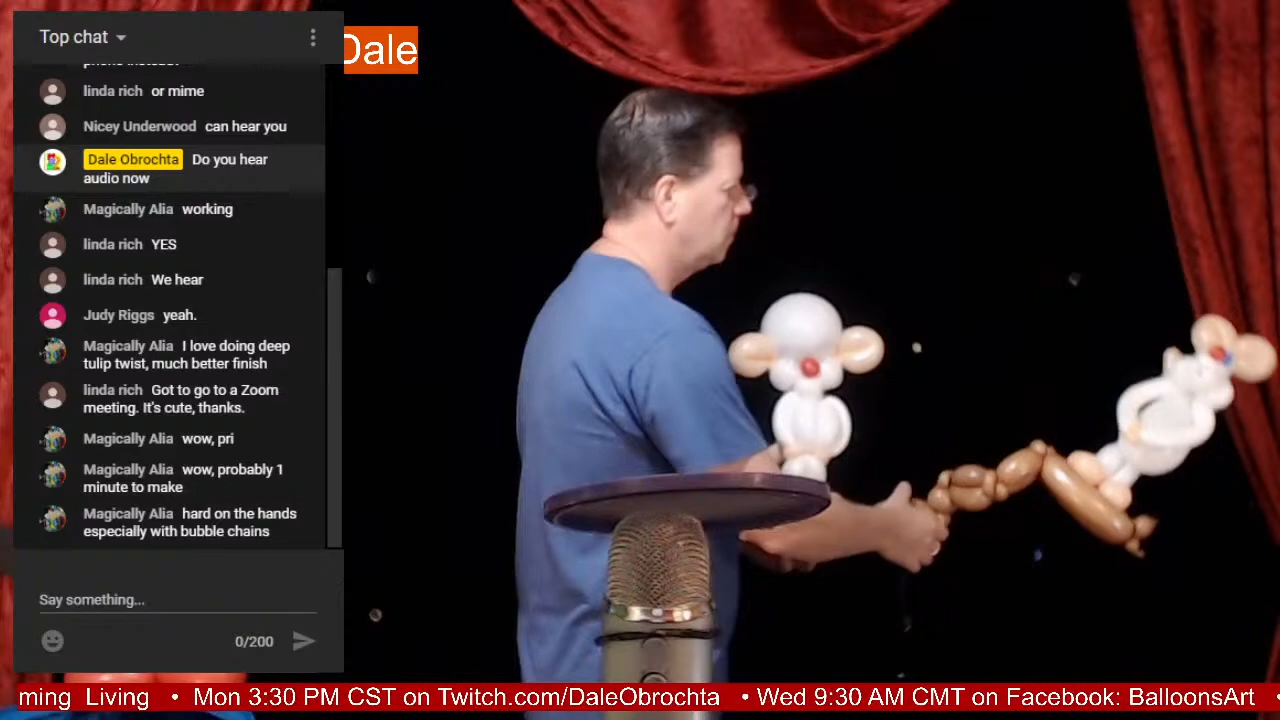 Top chat
Dale
linda rich or mime
Nicey Underwood can hear you
Dale Obrochta Do you hear
audio now
Magically Alia working
linda rich YES
linda rich We hear
Judy Riggs yeah.
Magically Alia I love doing deep
tulip twist, much better finish
linda rich Got to go to a Zoom
meeting. It's cute, thanks.
Magically Alia wow, pri
Magically Alia wow, probably 1
minute to make
Magically Alia hard on the hands
especially with bubble chains
Say something...
0/200
ming Living • Mon 3:30 PM CST on Twitch.com/DaleObrochta • Wed 9:30 AM CMT on Facebook: BalloonsArt •